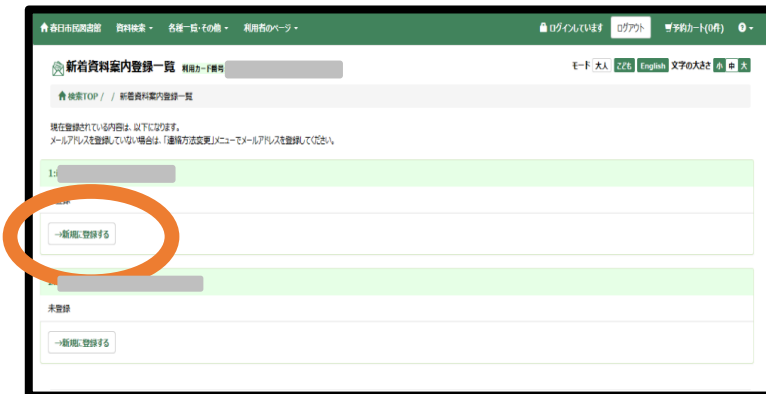 春日市民図書館 資料検索 各種一覧・その他 利用者のページ ログインしています ログアウト 予約カート(0件)
新着資料案内登録一覧 利用カード番号 モード 大人 こども English 文字の大きさ 小 中 大
検索TOP / / 新着資料案内登録一覧
現在登録されている内容は、以下になります。
メールアドレスを登録していない場合は、「連絡方法変更」メニューでメールアドレスを登録してください。
1:
→新規に登録する
未登録
→新規に登録する